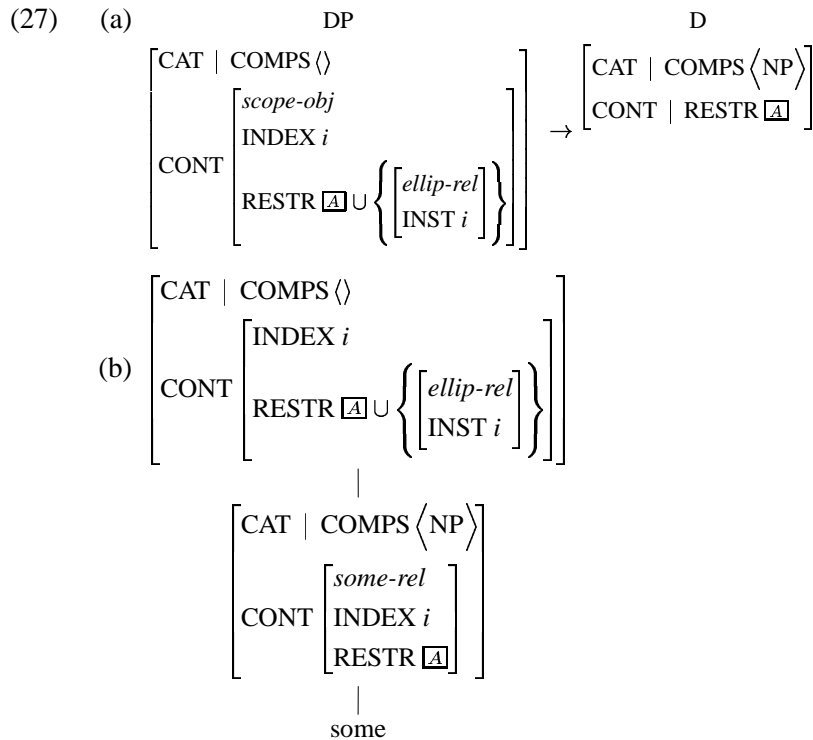 (27) (a) DP D
[CAT | COMPS ⟨⟩
scope-obj
INDEX i
CONT
RESTR A ∪ { [ellip-rel
INST i] } ]
→
[CAT | COMPS ⟨NP⟩
CONT | RESTR A]
(b)
[CAT | COMPS ⟨⟩
INDEX i
CONT
RESTR A ∪ { [ellip-rel
INST i] } ]
|
[CAT | COMPS ⟨NP⟩
some-rel
CONT INDEX i
RESTR A]
|
some